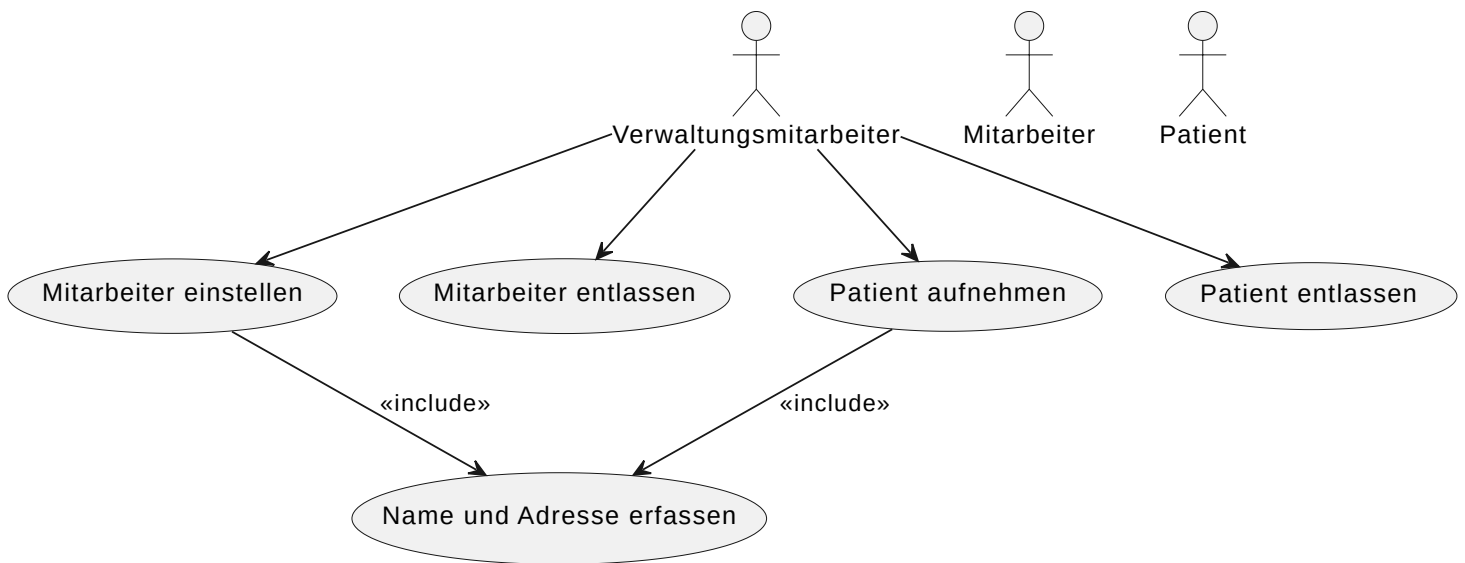 Verwaltungsmitarbeiter
Mitarbeiter
Patient
Mitarbeiter einstellen
Mitarbeiter entlassen
Patient aufnehmen
Patient entlassen
«include»
«include»
Name und Adresse erfassen